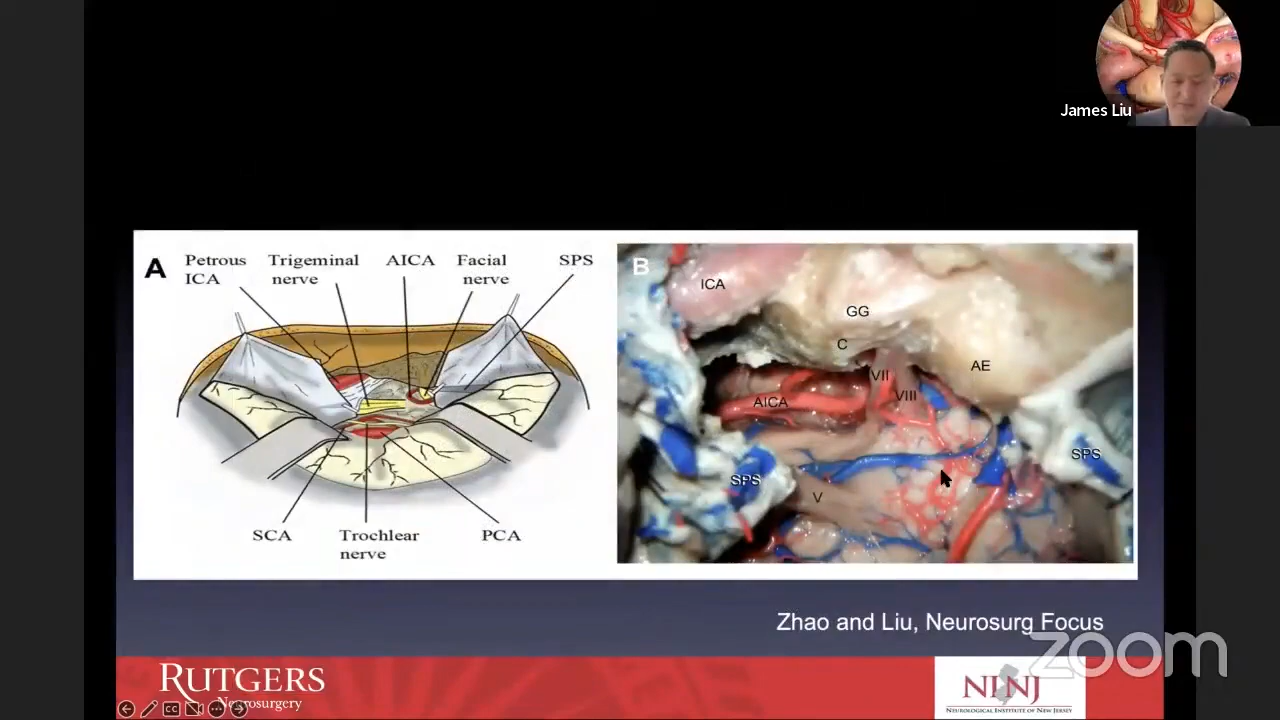 James Liu
A
Petrous
ICA
Trigeminal
nerve
AICA
Facial
nerve
SPS
SCA
Trochlear
nerve
PCA
B
ICA
GG
C
AE
VII
VIII
AICA
SPS
SPS
V
Zhao and Liu, Neurosurg Focus
zoom
RUTGERS
Neurosurgery
NINJ
NEUROLOGICAL INSTITUTE OF NEW JERSEY
CC